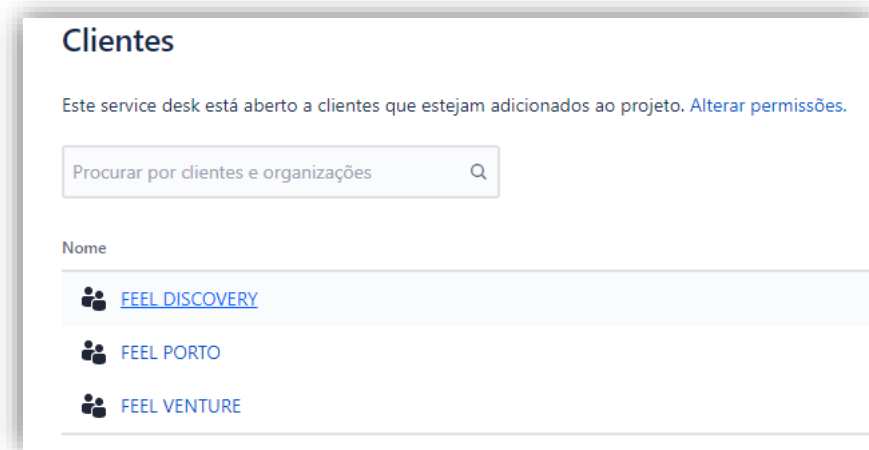 Clientes
Este service desk está aberto a clientes que estejam adicionados ao projeto. Alterar permissões.
Procurar por clientes e organizações
Nome
FEEL DISCOVERY
FEEL PORTO
FEEL VENTURE